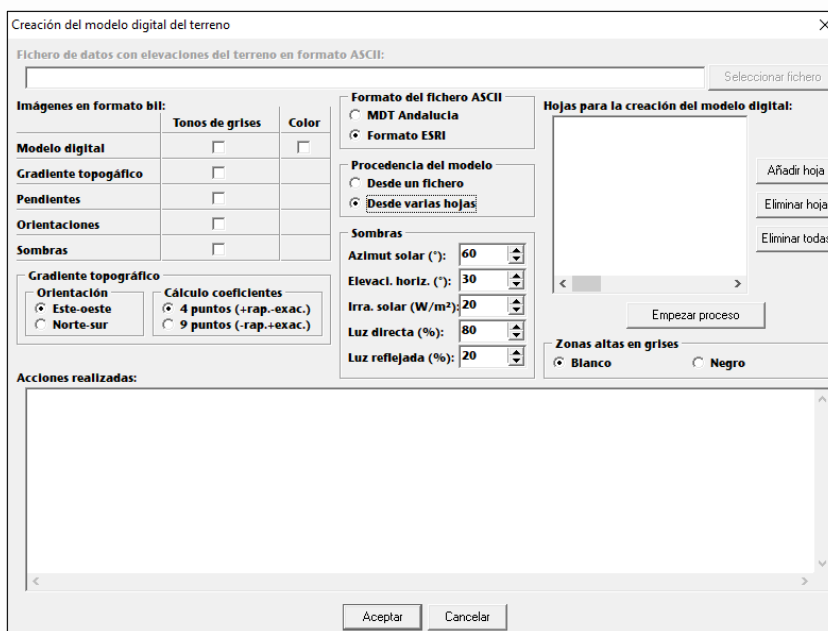 Creación del modelo digital del terreno
Fichero de datos con elevaciones del terreno en formato ASCII:
Seleccionar fichero
Imágenes en formato bil:
Tonos de grises Color
Modelo digital
Gradiente topogáfico
Pendientes
Orientaciones
Sombras
Gradiente topográfico
Orientación
Este-oeste
Norte-sur
Cálculo coeficientes
4 puntos (+rap.-exac.)
9 puntos (-rap.+exac.)
Formato del fichero ASCII
MDT Andalucia
Formato ESRI
Procedencia del modelo
Desde un fichero
Desde varias hojas
Sombras
Azimut solar (°): 60
Elevaci. horiz. (°): 30
Irra. solar (W/m²): 20
Luz directa (%): 80
Luz reflejada (%): 20
Hojas para la creación del modelo digital:
Añadir hoja
Eliminar hoja
Eliminar todas
Empezar proceso
Zonas altas en grises
Blanco Negro
Acciones realizadas:
Aceptar Cancelar